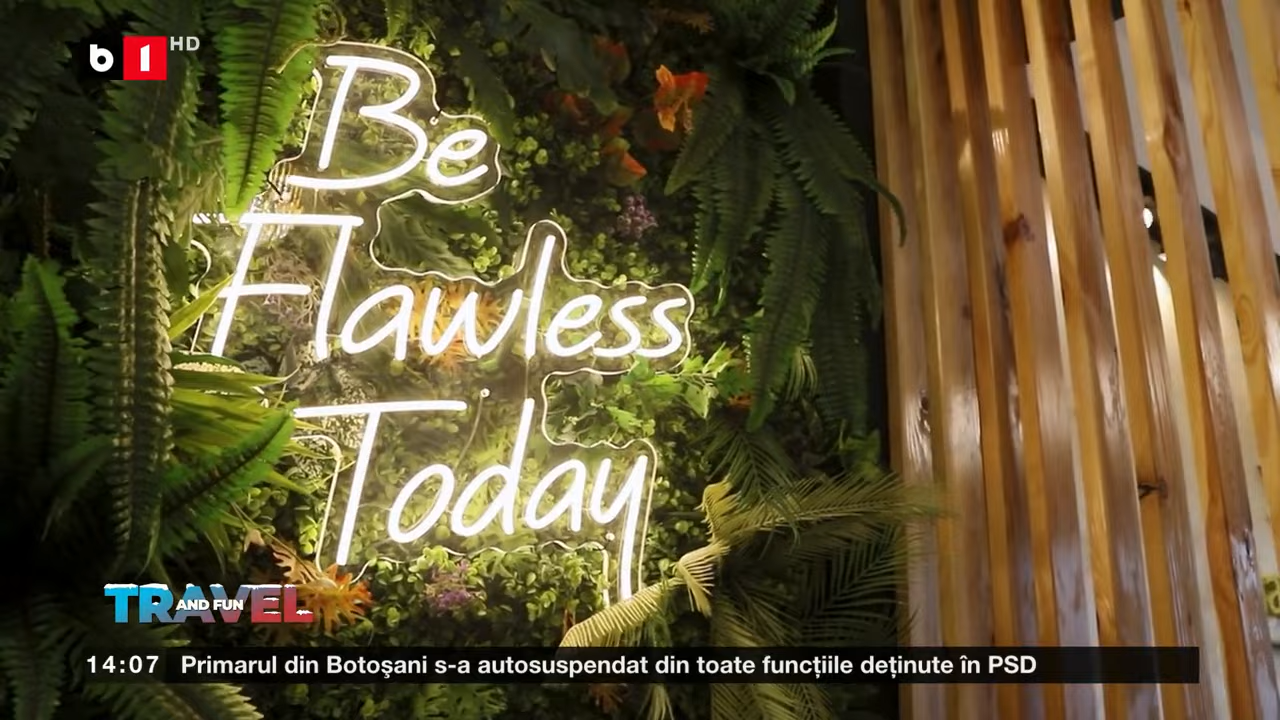 b1 HD
Be
Flawless
Today
TRAVEL
AND FUN
14:07 Primarul din Botoşani s-a autosuspendat din toate funcțiile deținute în PSD